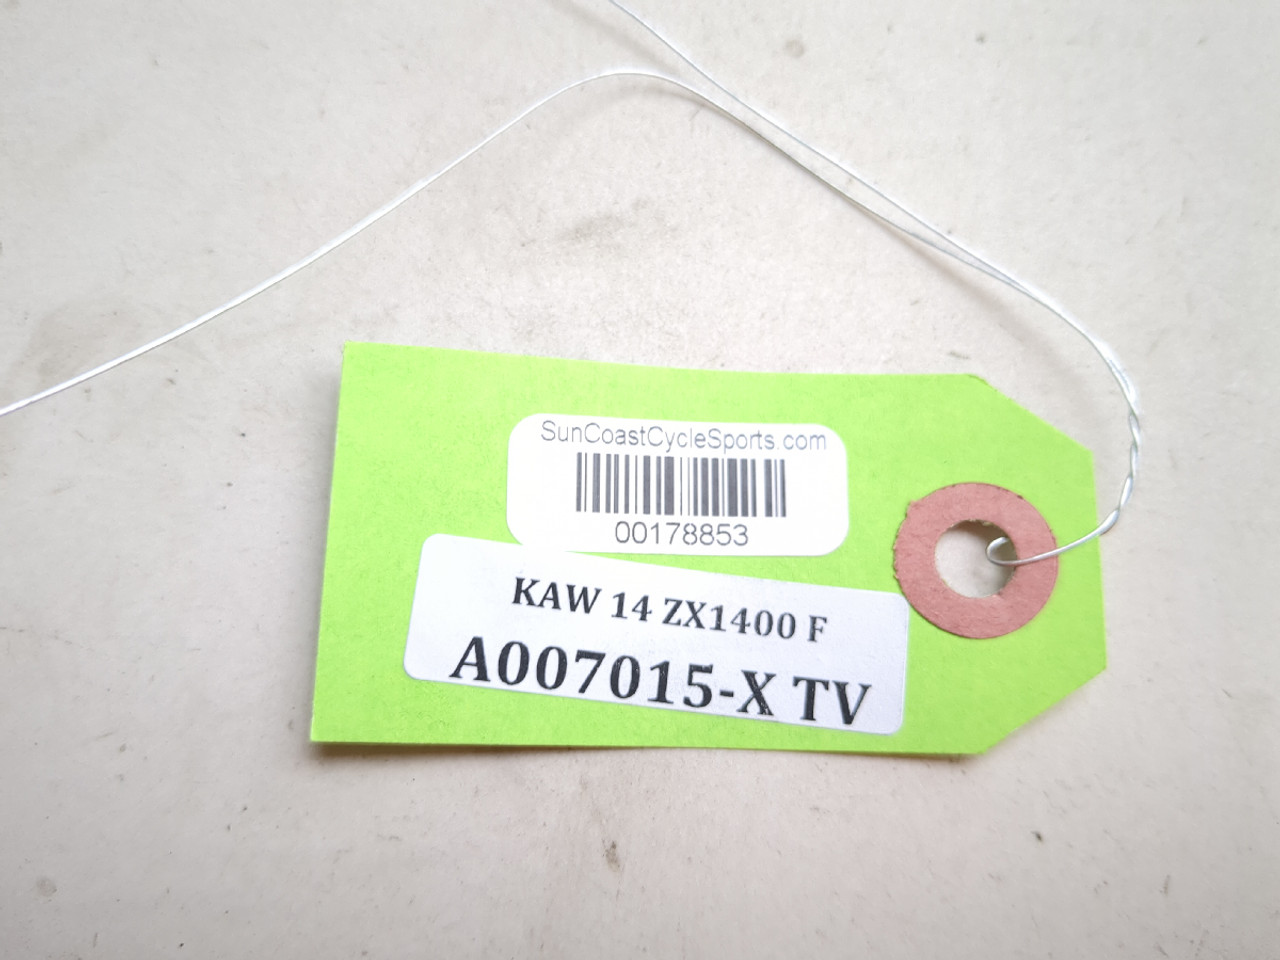 SunCoastCycleSports.com
00178853
KAW 14 ZX1400 F
A007015-X TV